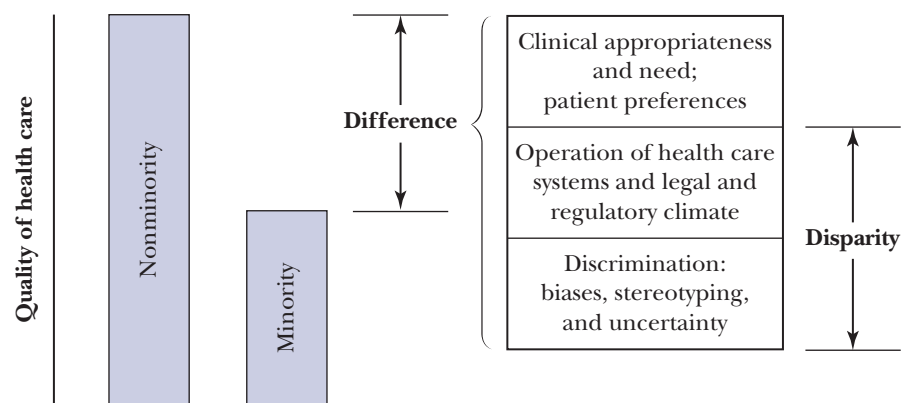 Quality of health care
Nonminority
Minority
Difference
Clinical appropriateness
and need;
patient preferences
Operation of health care
systems and legal and
regulatory climate
Discrimination:
biases, stereotyping,
and uncertainty
Disparity